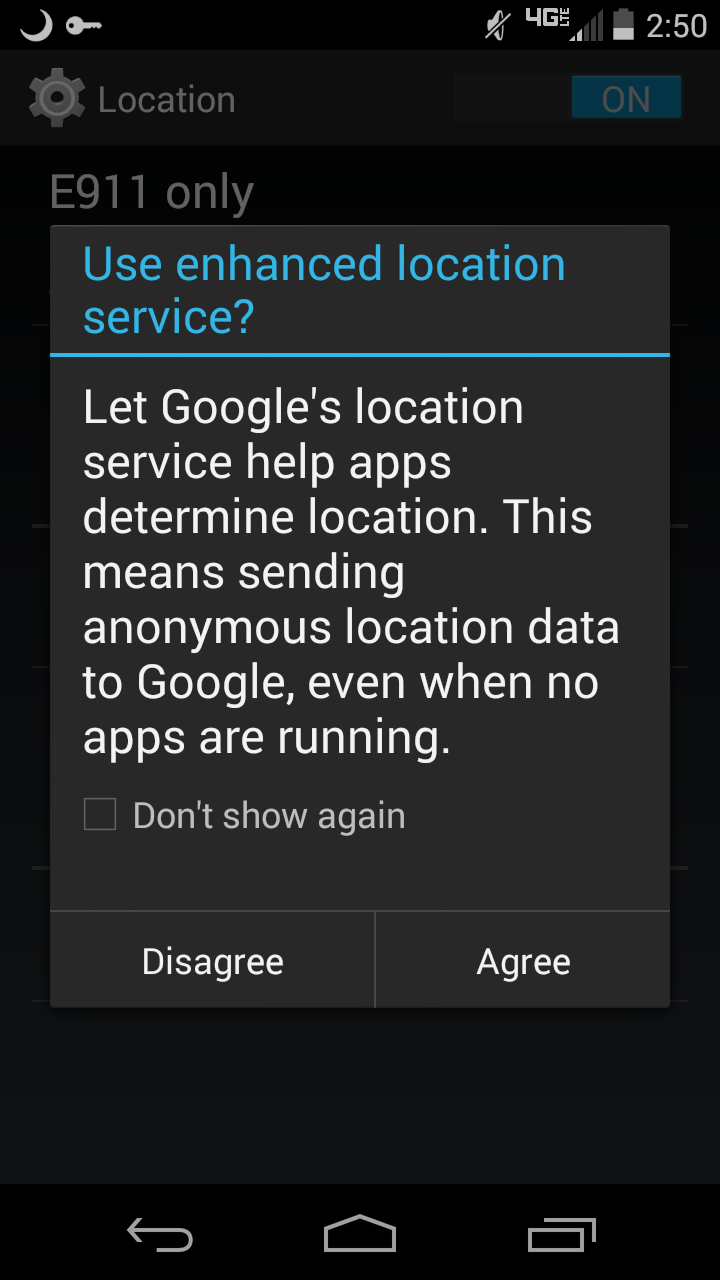 4G LTE 2:50
Location ON
E911 only
Use enhanced location
service?
Let Google's location
service help apps
determine location. This
means sending
anonymous location data
to Google, even when no
apps are running.
Don't show again
Disagree Agree